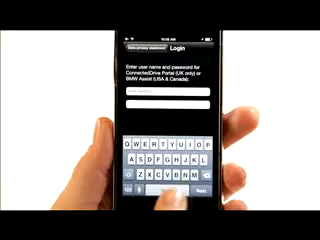 10:56 AM
Data privacy statement Login
Enter user name and password for
ConnectedDrive Portal (UK only) or
BMW Assist (USA & Canada):
Q W E R T Y U I O P
A S D F G H J K L
Z X C V B N M
123 Next